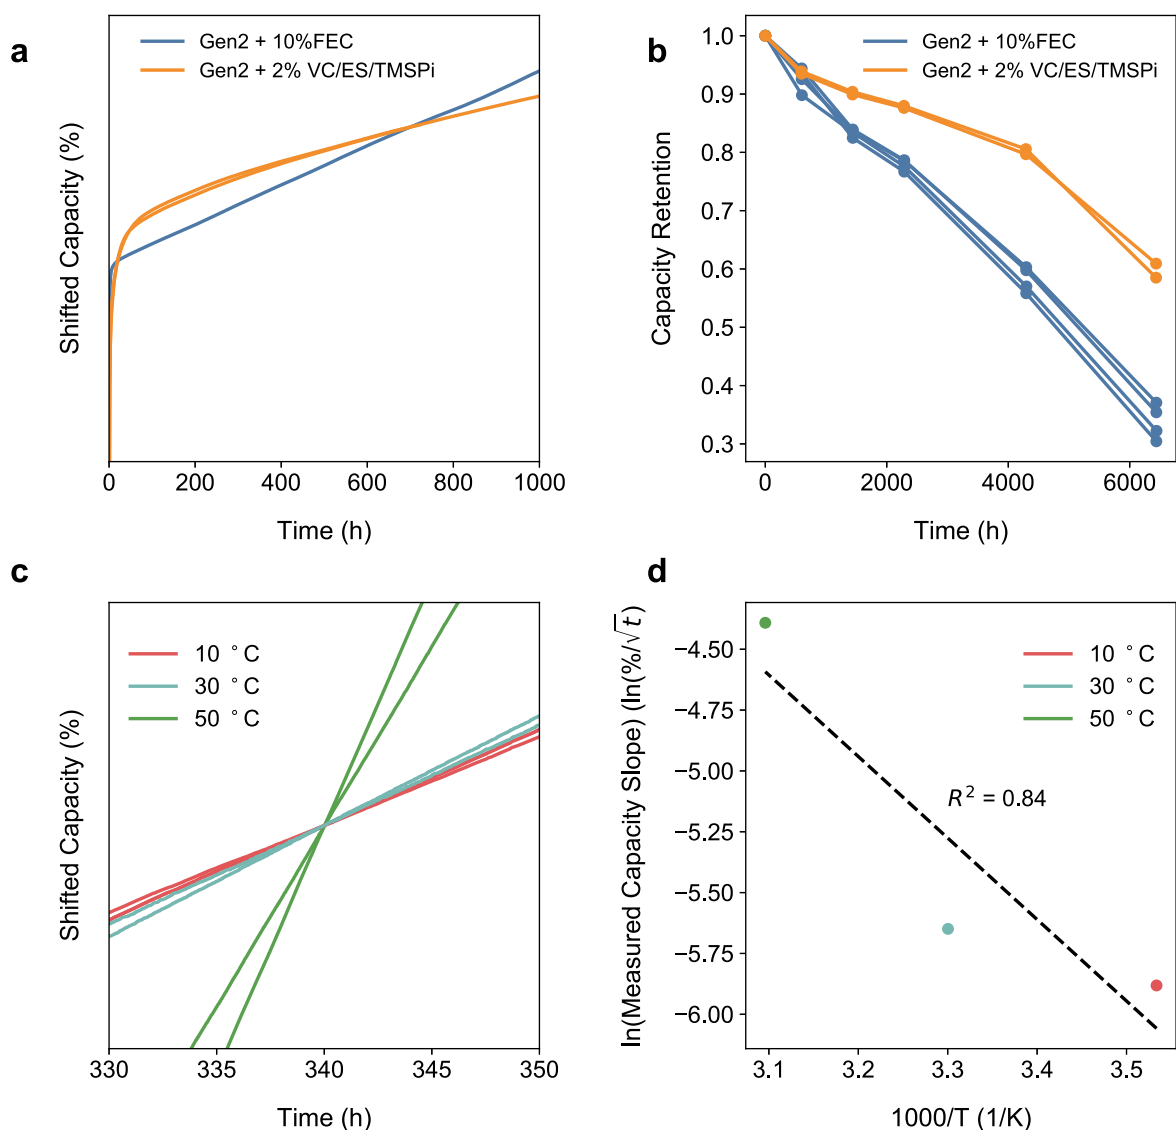 a
Gen2 + 10%FEC
Gen2 + 2% VC/ES/TMSPi
Shifted Capacity (%)
0 200 400 600 800 1000
Time (h)
b
Gen2 + 10%FEC
Gen2 + 2% VC/ES/TMSPi
Capacity Retention
1.0
0.9
0.8
0.7
0.6
0.5
0.4
0.3
0 2000 4000 6000
Time (h)
c
10 °C
30 °C
50 °C
Shifted Capacity (%)
330 335 340 345 350
Time (h)
d
10 °C
30 °C
50 °C
ln(Measured Capacity Slope) (ln(%/√t)
−4.50
−4.75
−5.00
−5.25
−5.50
−5.75
−6.00
R² = 0.84
3.1 3.2 3.3 3.4 3.5
1000/T (1/K)